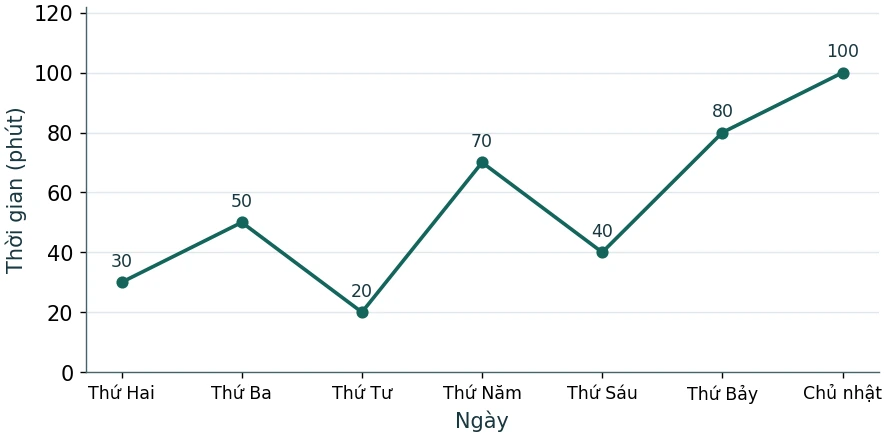 Thời gian (phút)
120
100
80
60
40
20
0
30
50
20
70
40
80
100
Thứ Hai
Thứ Ba
Thứ Tư
Thứ Năm
Thứ Sáu
Thứ Bảy
Chủ nhật
Ngày